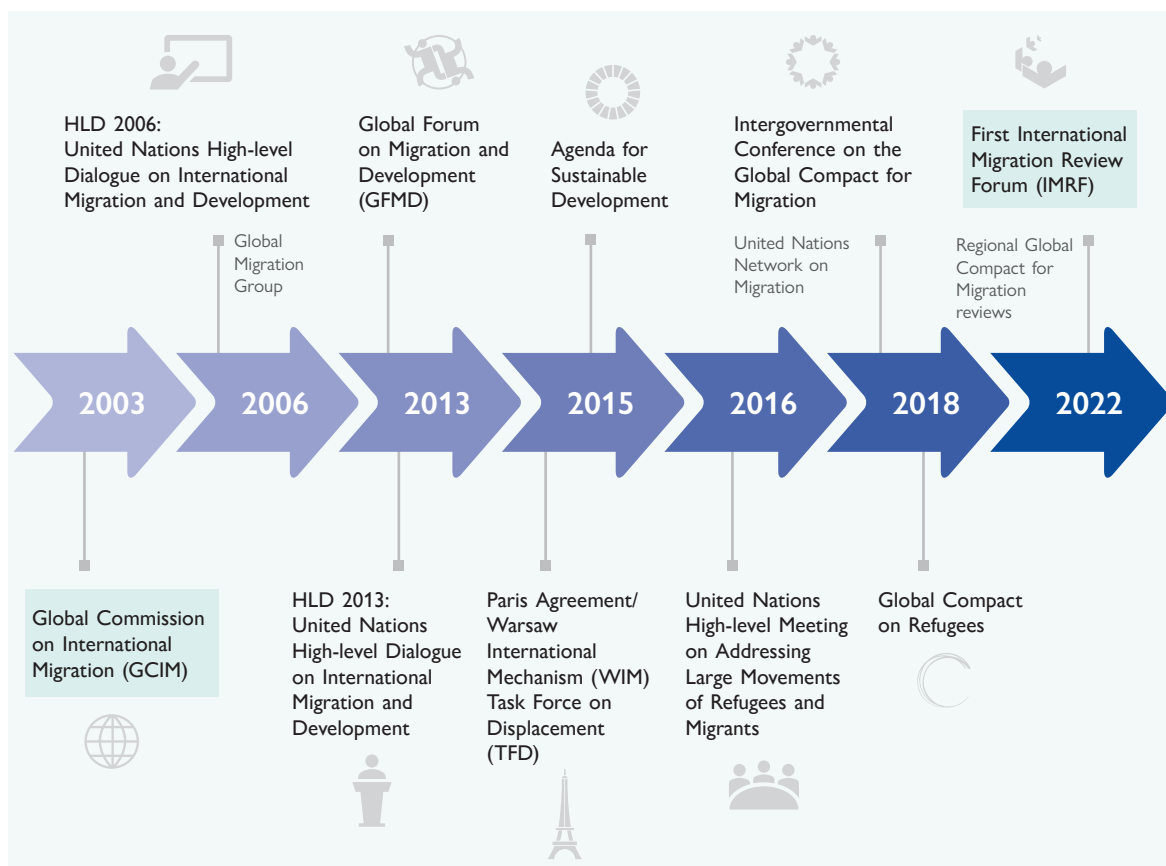 HLD 2006:
United Nations High-level
Dialogue on International
Migration and Development
Global
Migration
Group
Global Forum
on Migration and
Development
(GFMD)
Agenda for
Sustainable
Development
Intergovernmental
Conference on the
Global Compact for
Migration
United Nations
Network on
Migration
First International
Migration Review
Forum (IMRF)
Regional Global
Compact for
Migration
reviews
2003
2006
2013
2015
2016
2018
2022
Global Commission
on International
Migration (GCIM)
HLD 2013:
United Nations
High-level Dialogue
on International
Migration and
Development
Paris Agreement/
Warsaw
International
Mechanism (WIM)
Task Force on
Displacement
(TFD)
United Nations
High-level Meeting
on Addressing
Large Movements
of Refugees and
Migrants
Global Compact
on Refugees